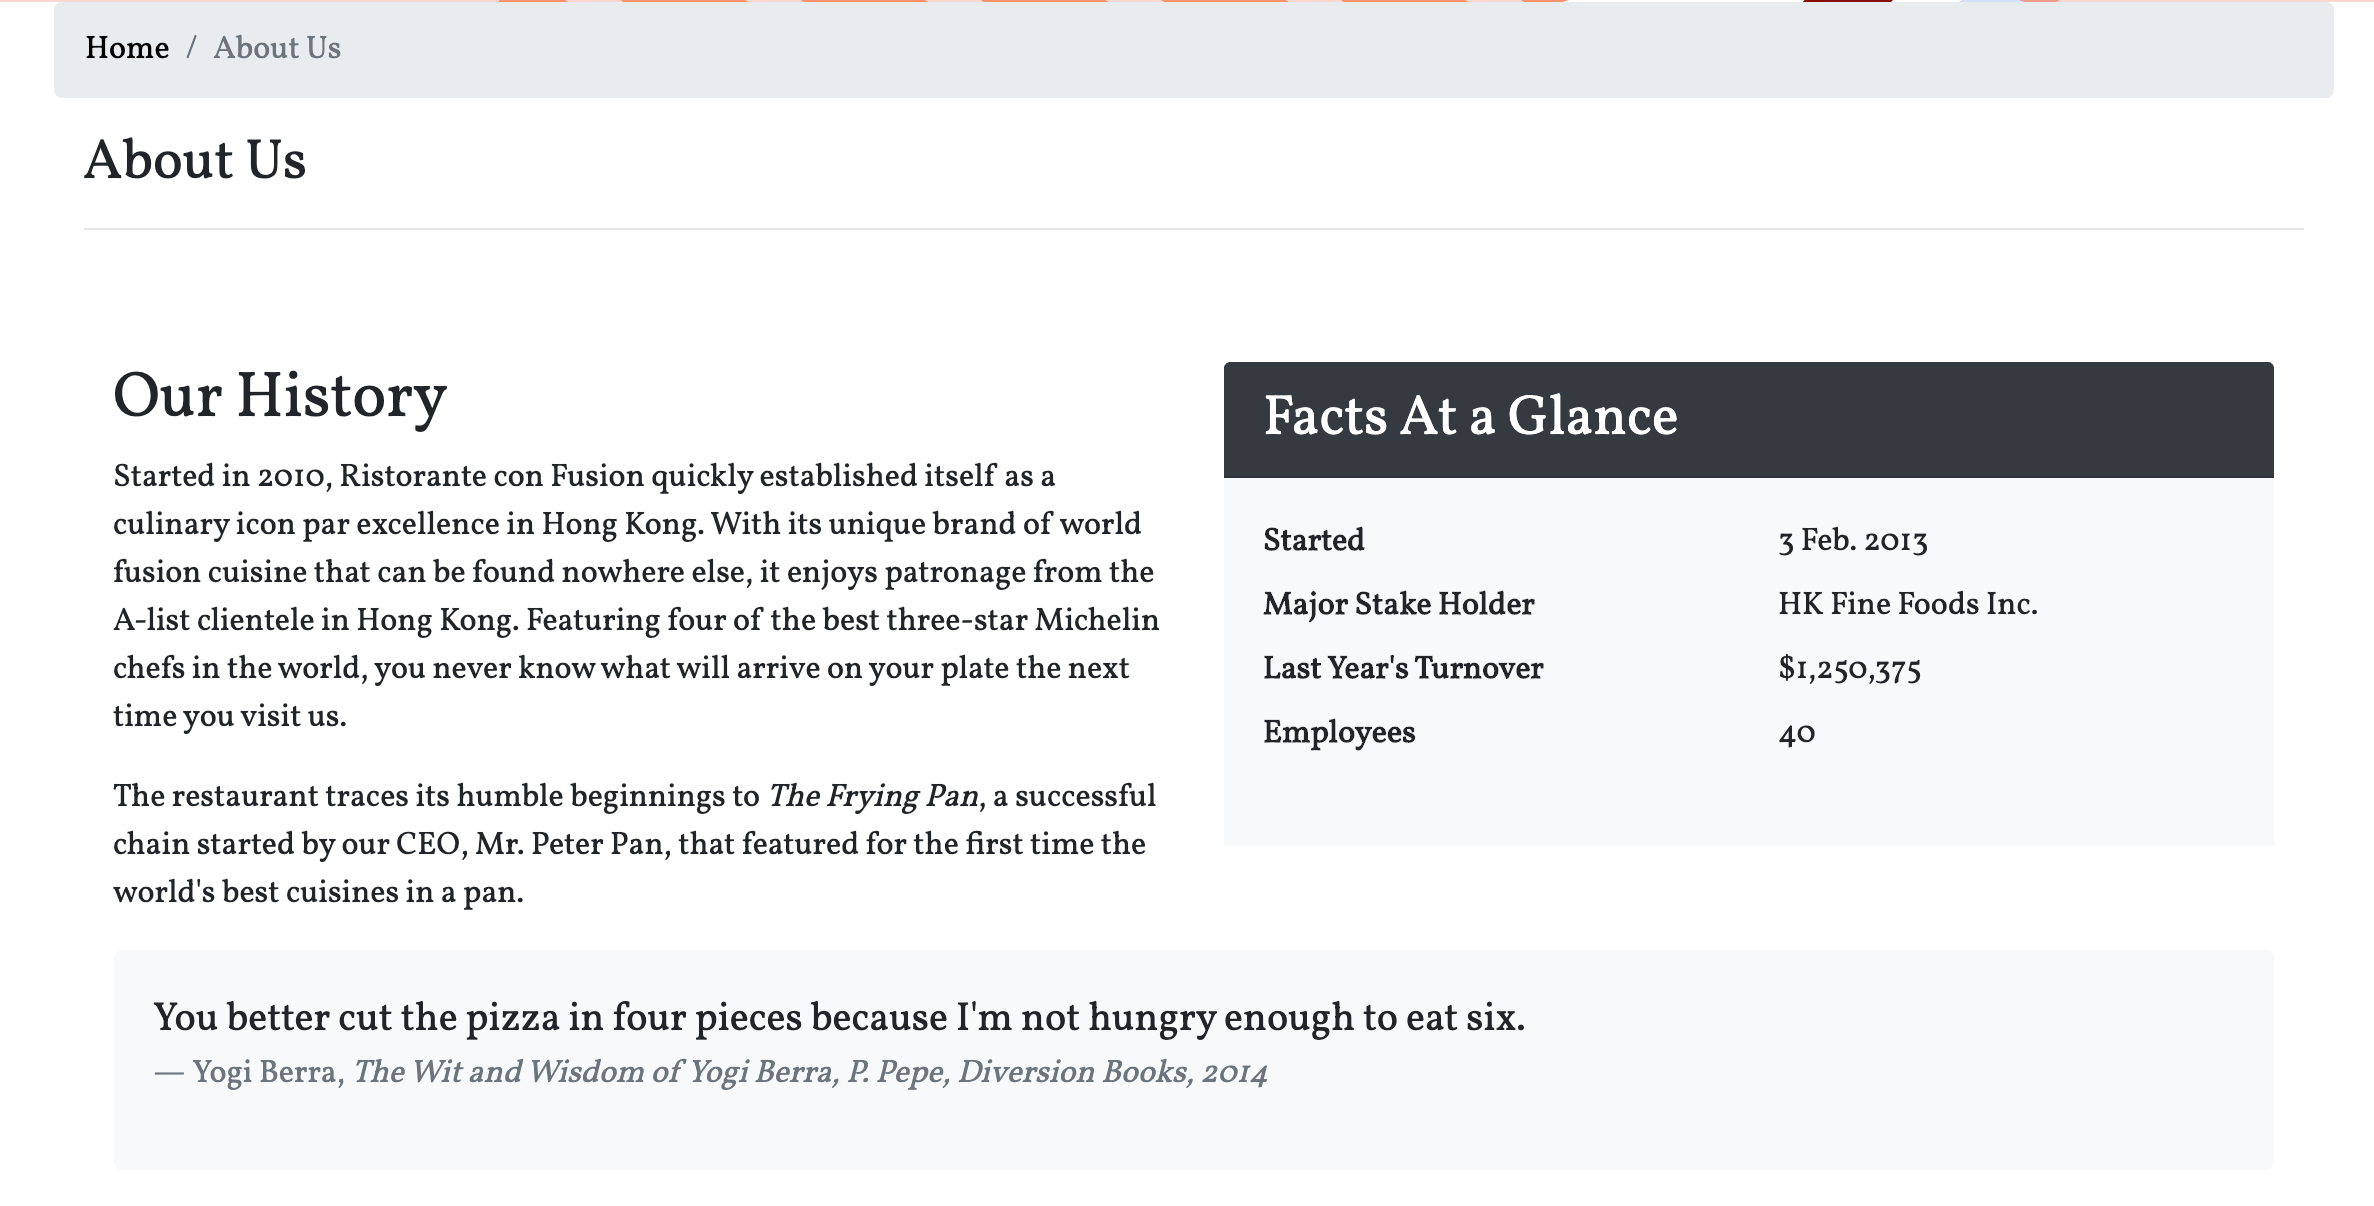 Home / About Us
About Us
Our History
Started in 2010, Ristorante con Fusion quickly established itself as a
culinary icon par excellence in Hong Kong. With its unique brand of world
fusion cuisine that can be found nowhere else, it enjoys patronage from the
A-list clientele in Hong Kong. Featuring four of the best three-star Michelin
chefs in the world, you never know what will arrive on your plate the next
time you visit us.
The restaurant traces its humble beginnings to The Frying Pan, a successful
chain started by our CEO, Mr. Peter Pan, that featured for the first time the
world's best cuisines in a pan.
Facts At a Glance
Started 3 Feb. 2013
Major Stake Holder HK Fine Foods Inc.
Last Year's Turnover $1,250,375
Employees 40
You better cut the pizza in four pieces because I'm not hungry enough to eat six.
— Yogi Berra, The Wit and Wisdom of Yogi Berra, P. Pepe, Diversion Books, 2014